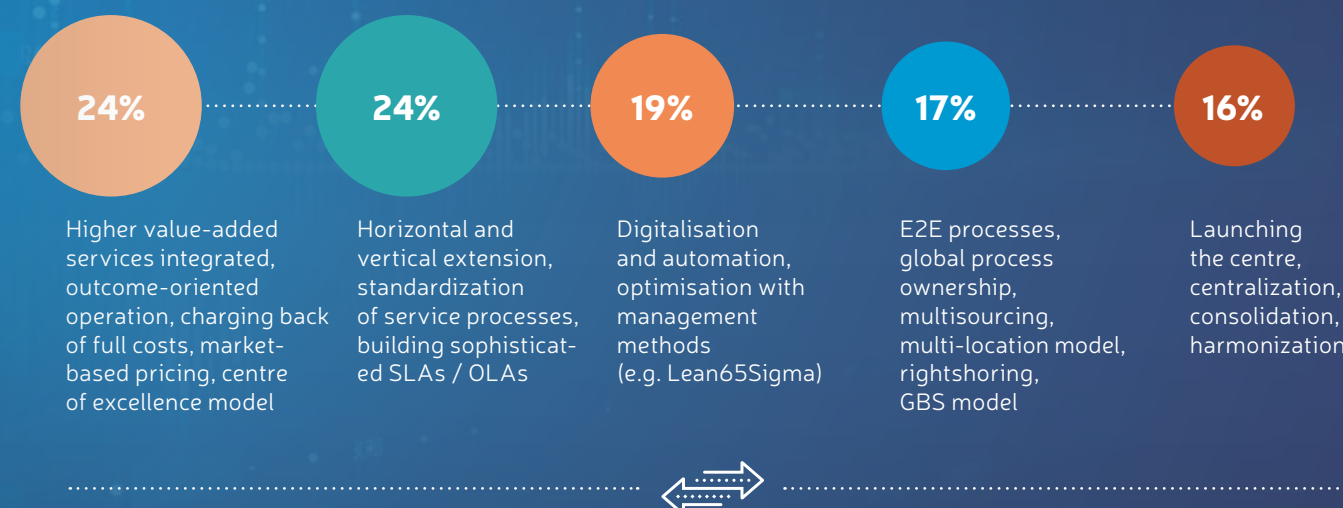 24%
24%
19%
17%
16%
Higher value-added
services integrated,
outcome-oriented
operation, charging back
of full costs, market-
based pricing, centre
of excellence model
Horizontal and
vertical extension,
standardization
of service processes,
building sophisticat-
ed SLAs / OLAs
Digitalisation
and automation,
optimisation with
management
methods
(e.g. Lean65Sigma)
E2E processes,
global process
ownership,
multisourcing,
multi-location model,
rightshoring,
GBS model
Launching
the centre,
centralization,
consolidation,
harmonization